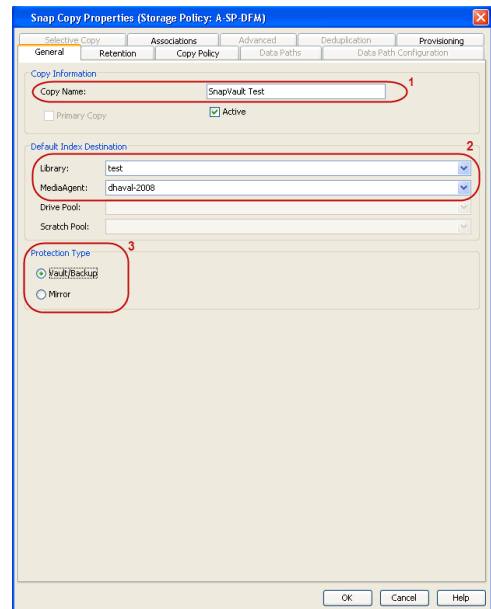 Snap Copy Properties (Storage Policy: A-SP-DFM)
Selective Copy Associations Advanced Deduplication Provisioning
General Retention Copy Policy Data Paths Data Path Configuration
Copy Information
1
Copy Name: SnapVault Test
Primary Copy Active
Default Index Destination
2
Library: test
MediaAgent: dhaval-2008
Drive Pool:
Scratch Pool:
Protection Type
3
Vault/Backup
Mirror
OK Cancel Help